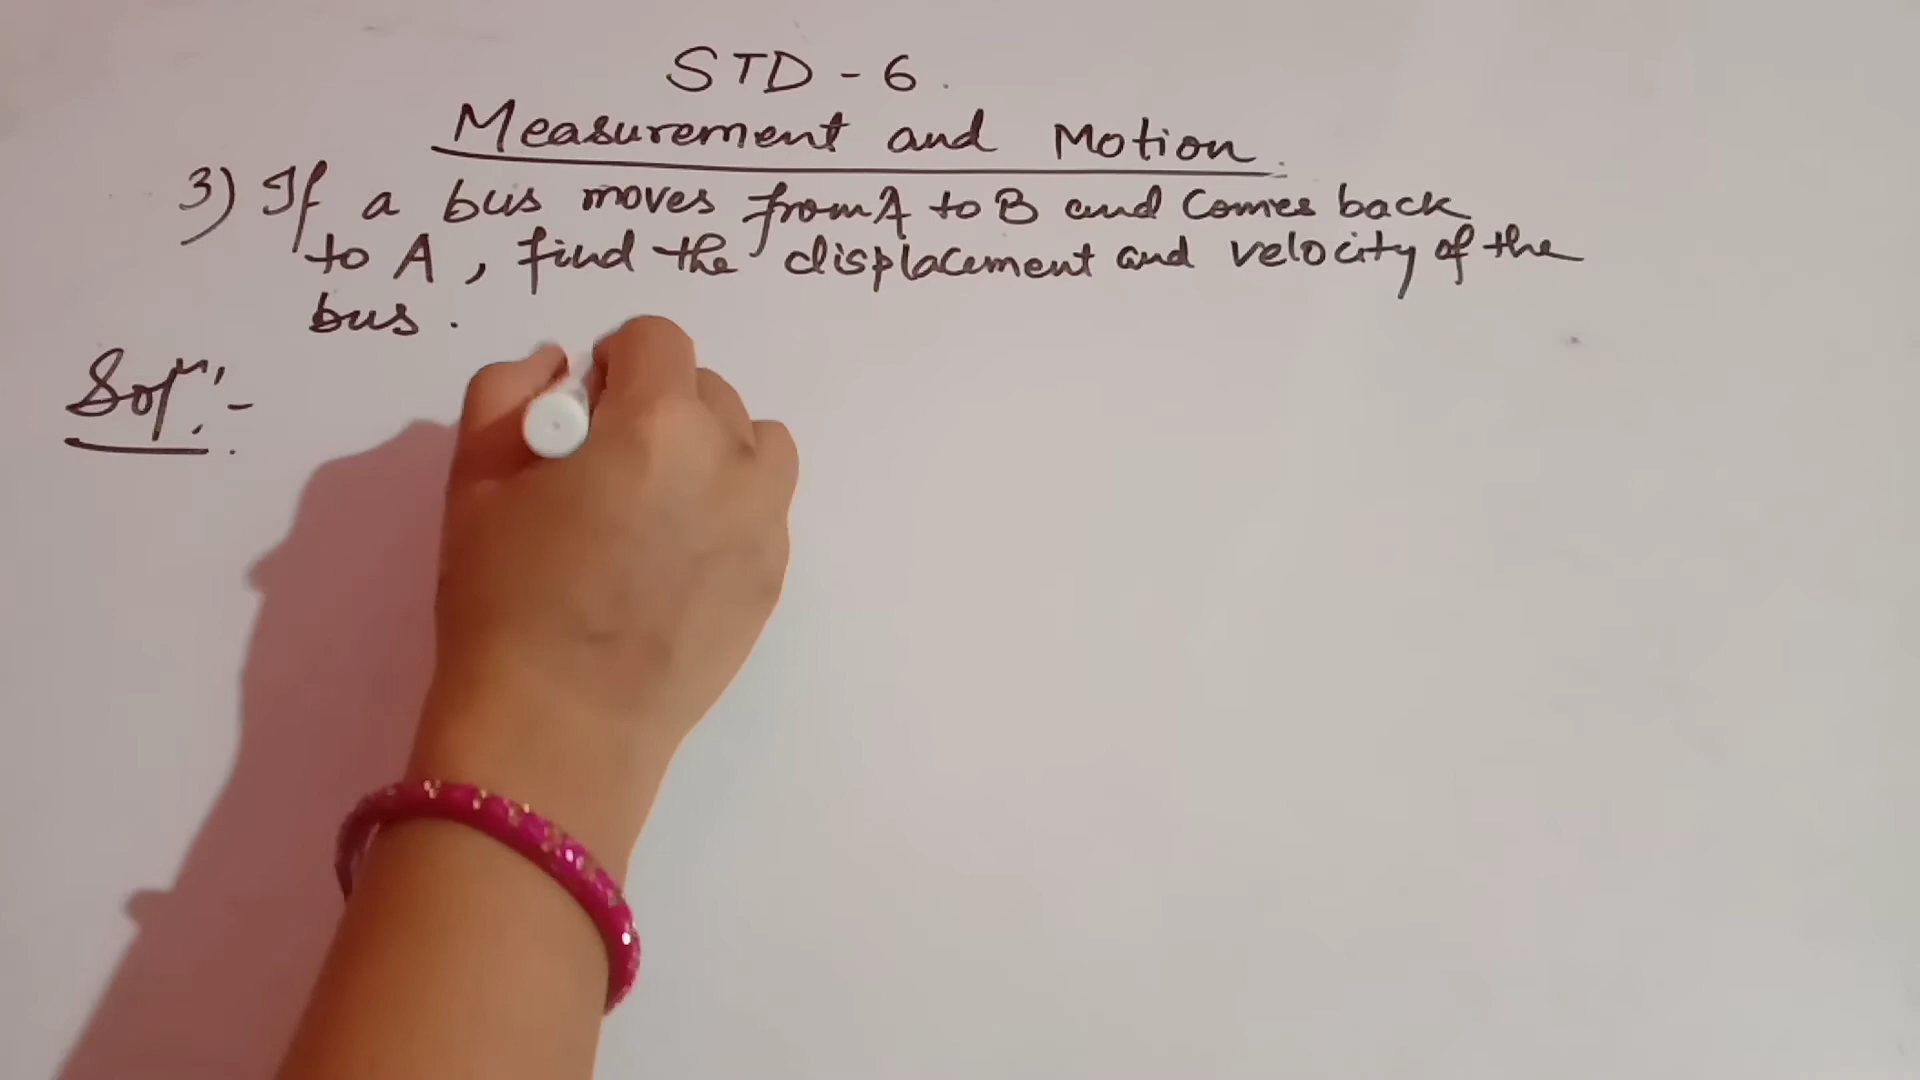 STD - 6.
Measurement and Motion.
3) If a bus moves from A to B and comes back
to A, find the displacement and velocity of the
bus.
Solⁿ:-